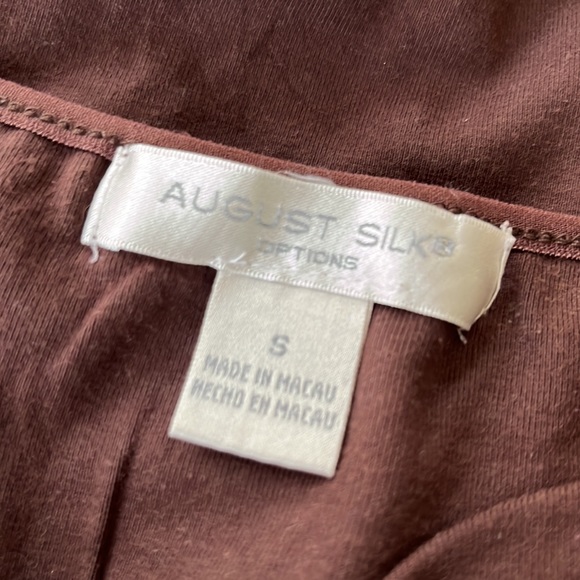 AUGUST SILK®
OPTIONS
S
MADE IN MACAU
HECHO EN MACAU